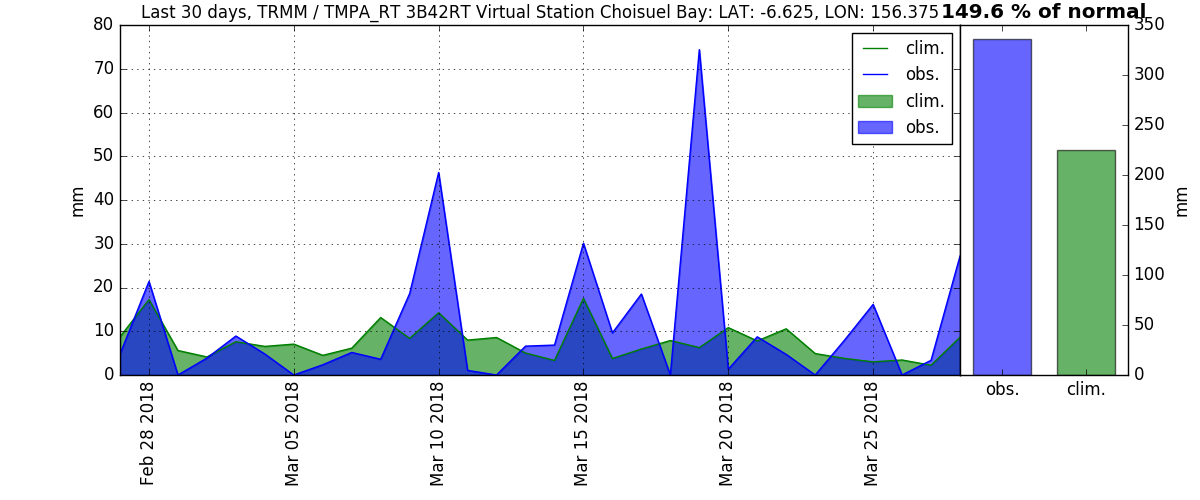 Last 30 days, TRMM / TMPA_RT 3B42RT Virtual Station Choisuel Bay: LAT: -6.625, LON: 156.375
149.6 % of normal
80
70
60
50
40
30
20
10
0
mm
clim.
obs.
clim.
obs.
Feb 28 2018
Mar 05 2018
Mar 10 2018
Mar 15 2018
Mar 20 2018
Mar 25 2018
350
300
250
200
150
100
50
0
mm
obs.
clim.